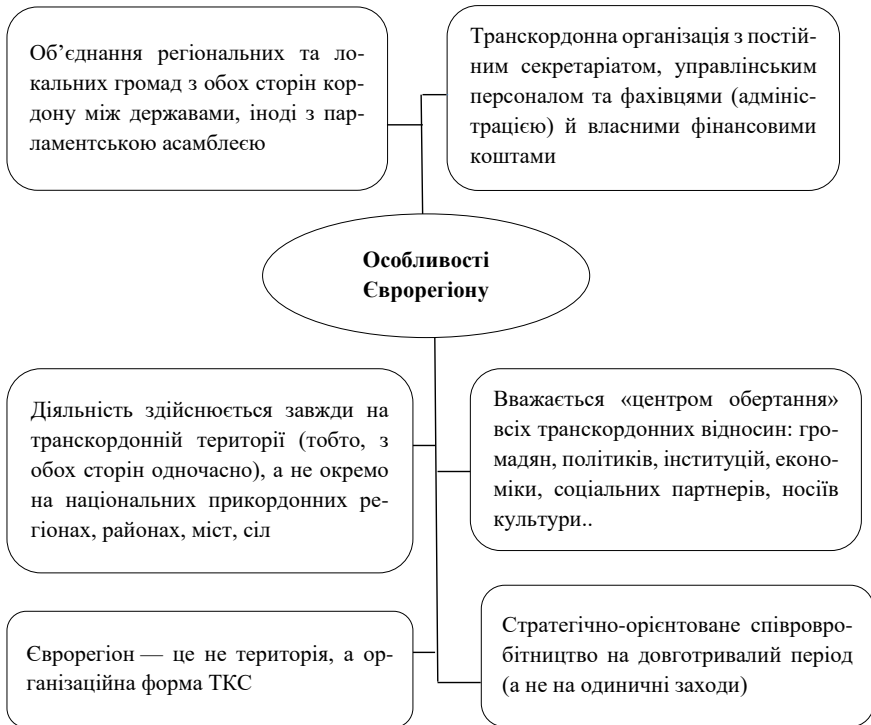 Об’єднання регіональних та ло-
кальних громад з обох сторін кор-
дону між державами, іноді з пар-
ламентською асамблеєю
Транскордонна організація з постій-
ним секретаріатом, управлінським
персоналом та фахівцями (адмініс-
трацією) й власними фінансовими
коштами
Особливості
Єврорегіону
Діяльність здійснюється завжди на
транскордонній території (тобто, з
обох сторін одночасно), а не окремо
на національних прикордонних ре-
гіонах, районах, міст, сіл
Вважається «центром обертання»
всіх транскордонних відносин: гро-
мадян, політиків, інституцій, еконо-
міки, соціальних партнерів, носіїв
культури..
Єврорегіон — це не територія, а ор-
ганізаційна форма ТКС
Стратегічно-орієнтоване співровро-
бітництво на довготривалий період
(а не на одиничні заходи)